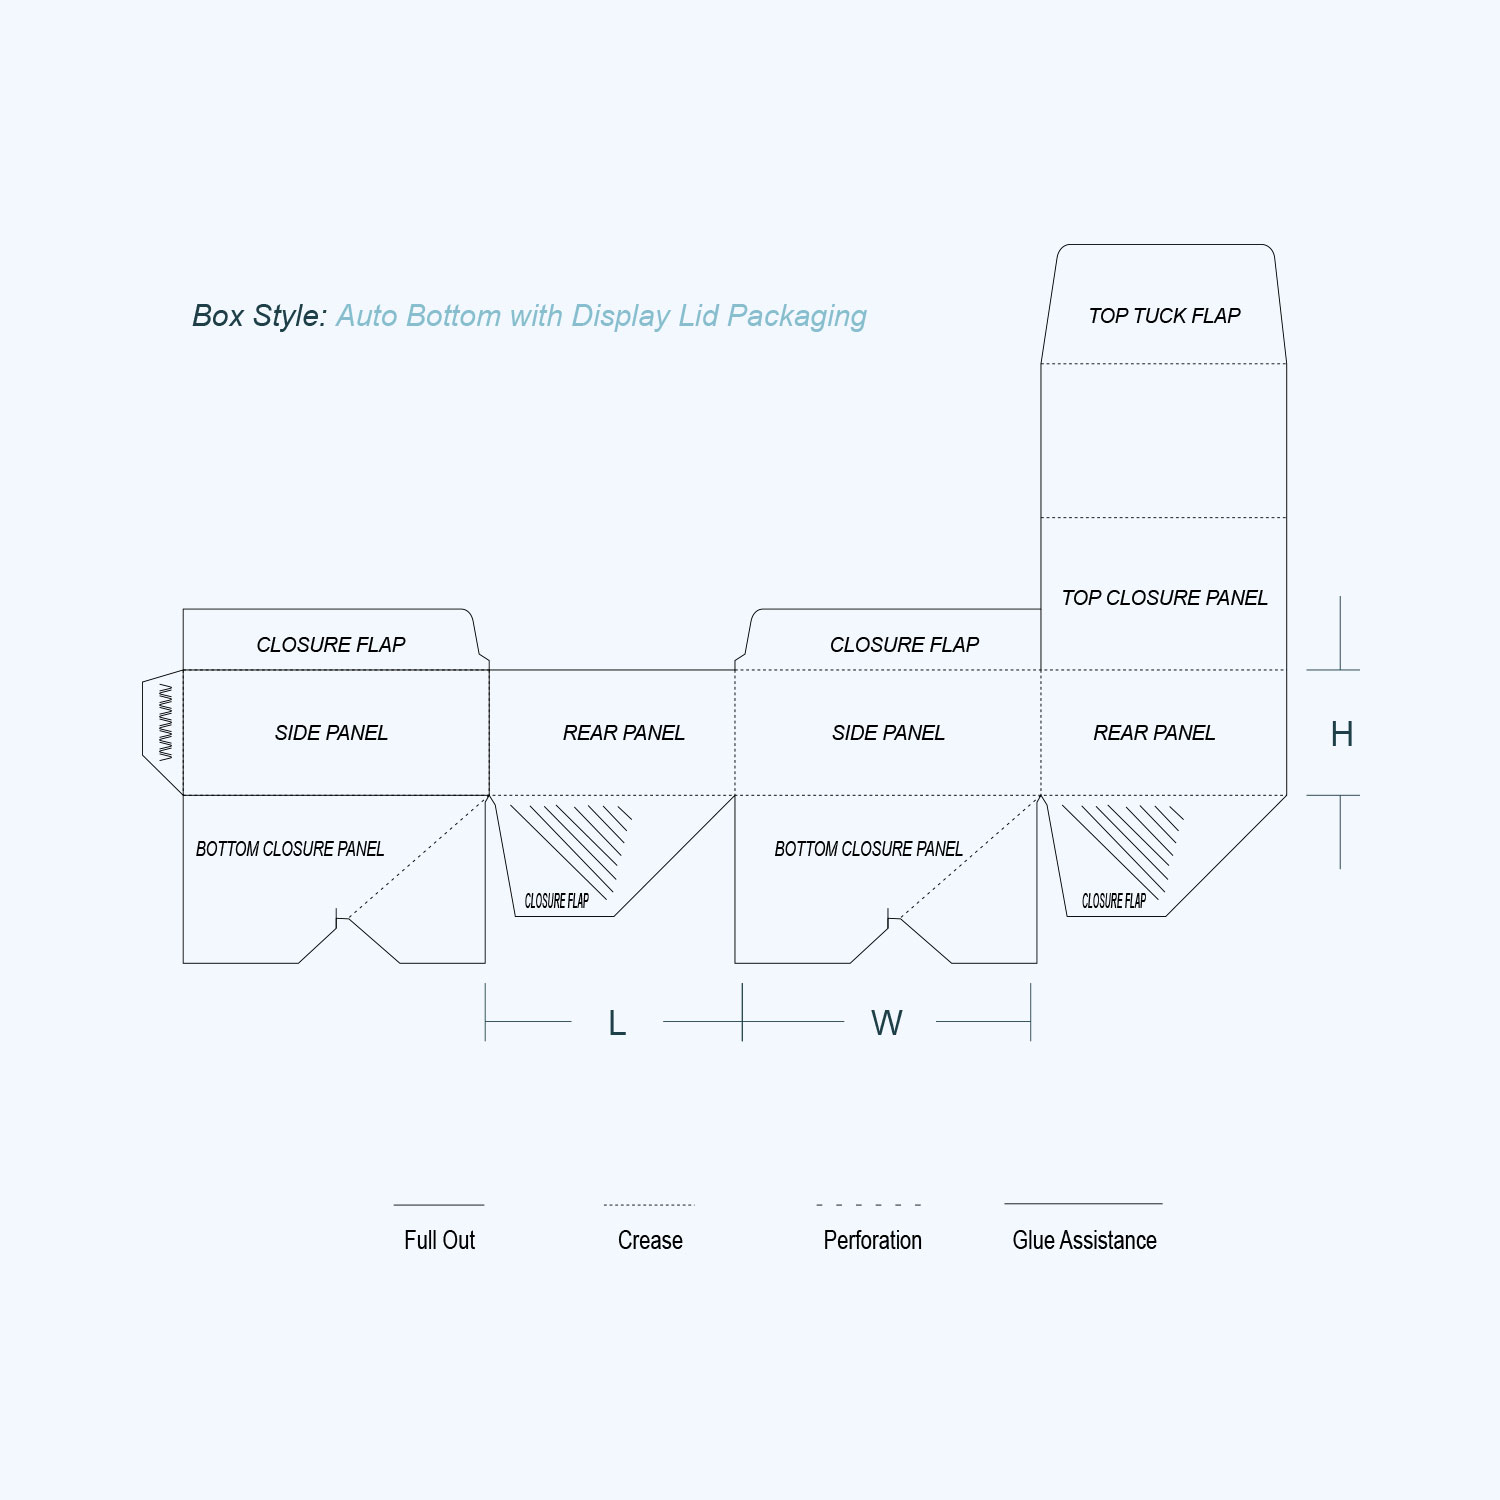 TOP TUCK FLAP
Box Style: Auto Bottom with Display Lid Packaging
TOP CLOSURE PANEL
CLOSURE FLAP
CLOSURE FLAP
SIDE PANEL
REAR PANEL
SIDE PANEL
REAR PANEL
H
BOTTOM CLOSURE PANEL
BOTTOM CLOSURE PANEL
CLOSURE FLAP
CLOSURE FLAP
L
W
Full Out
Crease
Perforation
Glue Assistance